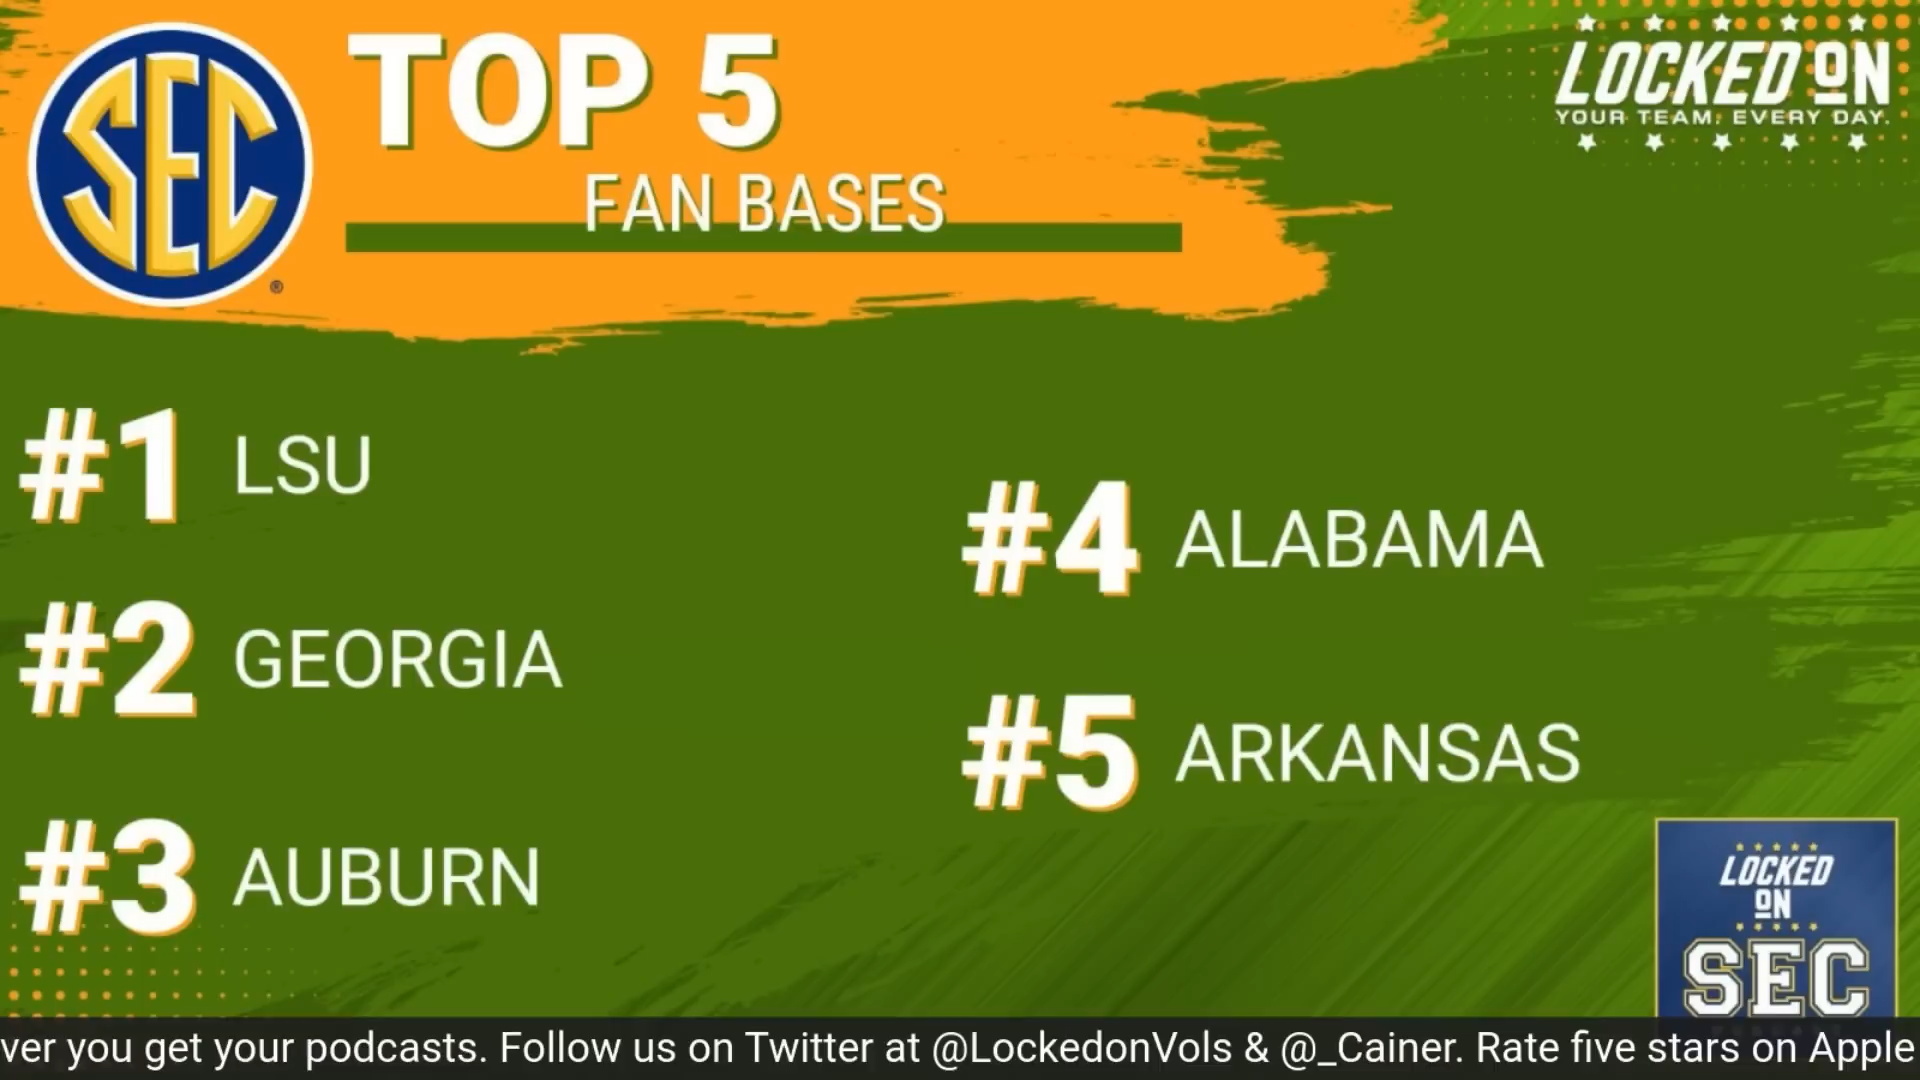 SEC
®
TOP 5
FAN BASES
LOCKED ON
YOUR TEAM. EVERY DAY.
#1 LSU
#2 GEORGIA
#3 AUBURN
#4 ALABAMA
#5 ARKANSAS
LOCKED
ON
SEC
ver you get your podcasts. Follow us on Twitter at @LockedonVols & @_Cainer. Rate five stars on Apple